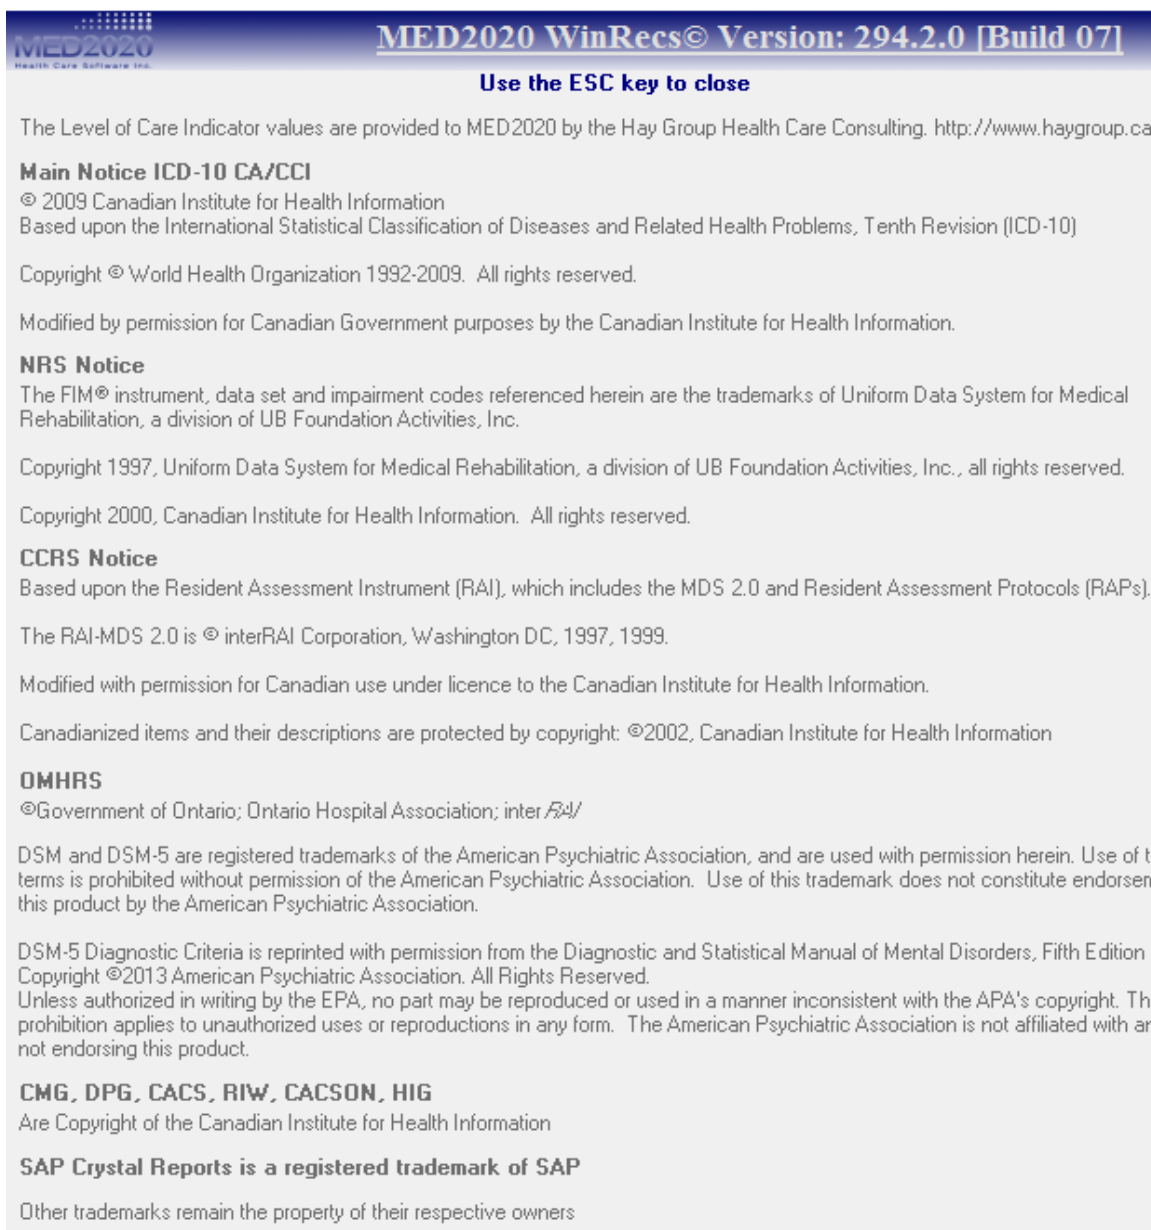 MED2020
Health Care Software Inc.
MED2020 WinRecs© Version: 294.2.0 [Build 07]
Use the ESC key to close
The Level of Care Indicator values are provided to MED2020 by the Hay Group Health Care Consulting. http://www.haygroup.ca
Main Notice ICD-10 CA/CCI
© 2009 Canadian Institute for Health Information
Based upon the International Statistical Classification of Diseases and Related Health Problems, Tenth Revision (ICD-10)
Copyright © World Health Organization 1992-2009.  All rights reserved.
Modified by permission for Canadian Government purposes by the Canadian Institute for Health Information.
NRS Notice
The FIM® instrument, data set and impairment codes referenced herein are the trademarks of Uniform Data System for Medical
Rehabilitation, a division of UB Foundation Activities, Inc.
Copyright 1997, Uniform Data System for Medical Rehabilitation, a division of UB Foundation Activities, Inc., all rights reserved.
Copyright 2000, Canadian Institute for Health Information.  All rights reserved.
CCRS Notice
Based upon the Resident Assessment Instrument (RAI), which includes the MDS 2.0 and Resident Assessment Protocols (RAPs).
The RAI-MDS 2.0 is © interRAI Corporation, Washington DC, 1997, 1999.
Modified with permission for Canadian use under licence to the Canadian Institute for Health Information.
Canadianized items and their descriptions are protected by copyright: ©2002, Canadian Institute for Health Information
OMHRS
©Government of Ontario; Ontario Hospital Association; inter RAI
DSM and DSM-5 are registered trademarks of the American Psychiatric Association, and are used with permission herein. Use of t
terms is prohibited without permission of the American Psychiatric Association.  Use of this trademark does not constitute endorsen
this product by the American Psychiatric Association.
DSM-5 Diagnostic Criteria is reprinted with permission from the Diagnostic and Statistical Manual of Mental Disorders, Fifth Edition
Copyright ©2013 American Psychiatric Association. All Rights Reserved.
Unless authorized in writing by the EPA, no part may be reproduced or used in a manner inconsistent with the APA's copyright. Th
prohibition applies to unauthorized uses or reproductions in any form.  The American Psychiatric Association is not affiliated with ar
not endorsing this product.
CMG, DPG, CACS, RIW, CACSON, HIG
Are Copyright of the Canadian Institute for Health Information
SAP Crystal Reports is a registered trademark of SAP
Other trademarks remain the property of their respective owners